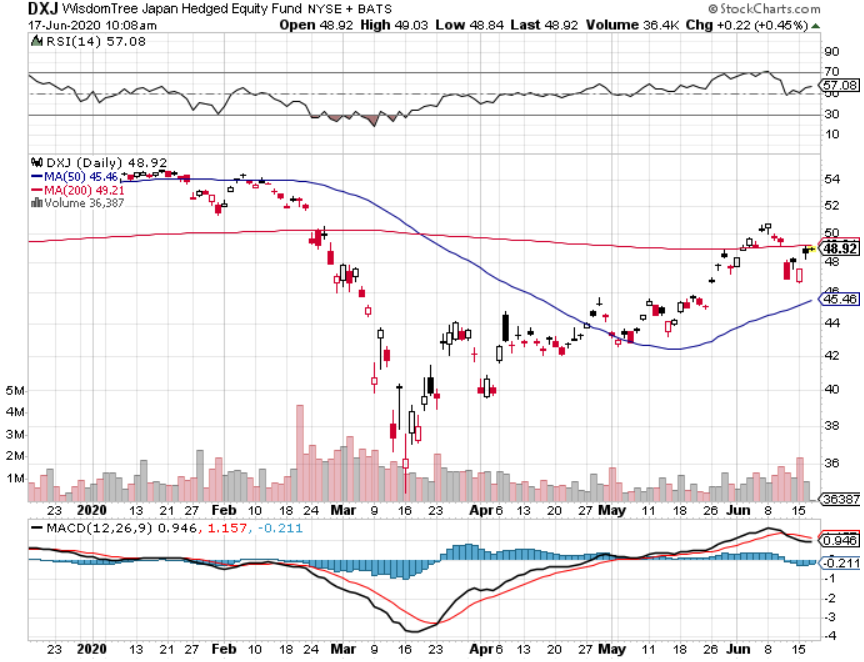 DXJ WisdomTree Japan Hedged Equity Fund NYSE + BATS © StockCharts.com
17-Jun-2020 10:08am Open 48.92 High 49.03 Low 48.84 Last 48.92 Volume 36.4K Chg +0.22 (+0.45%)
RSI(14) 57.08
90
70
57.08
50
30
10
DXJ (Daily) 48.92
MA(50) 45.46
MA(200) 49.21
Volume 36,387
54
52
50
48.92
48
46
45.46
44
42
40
38
36
5M
4M
3M
2M
1M
36387
23 2020 13 21 27 Feb 10 18 24 Mar 9 16 23 Apr 6 13 20 27 May 11 18 26 Jun 8 15
MACD(12,26,9) 0.946, 1.157, -0.211
0.946
-0.211
-1
-2
-3
-4
23 2020 13 21 27 Feb 10 18 24 Mar 9 16 23 Apr 6 13 20 27 May 11 18 26 Jun 8 15